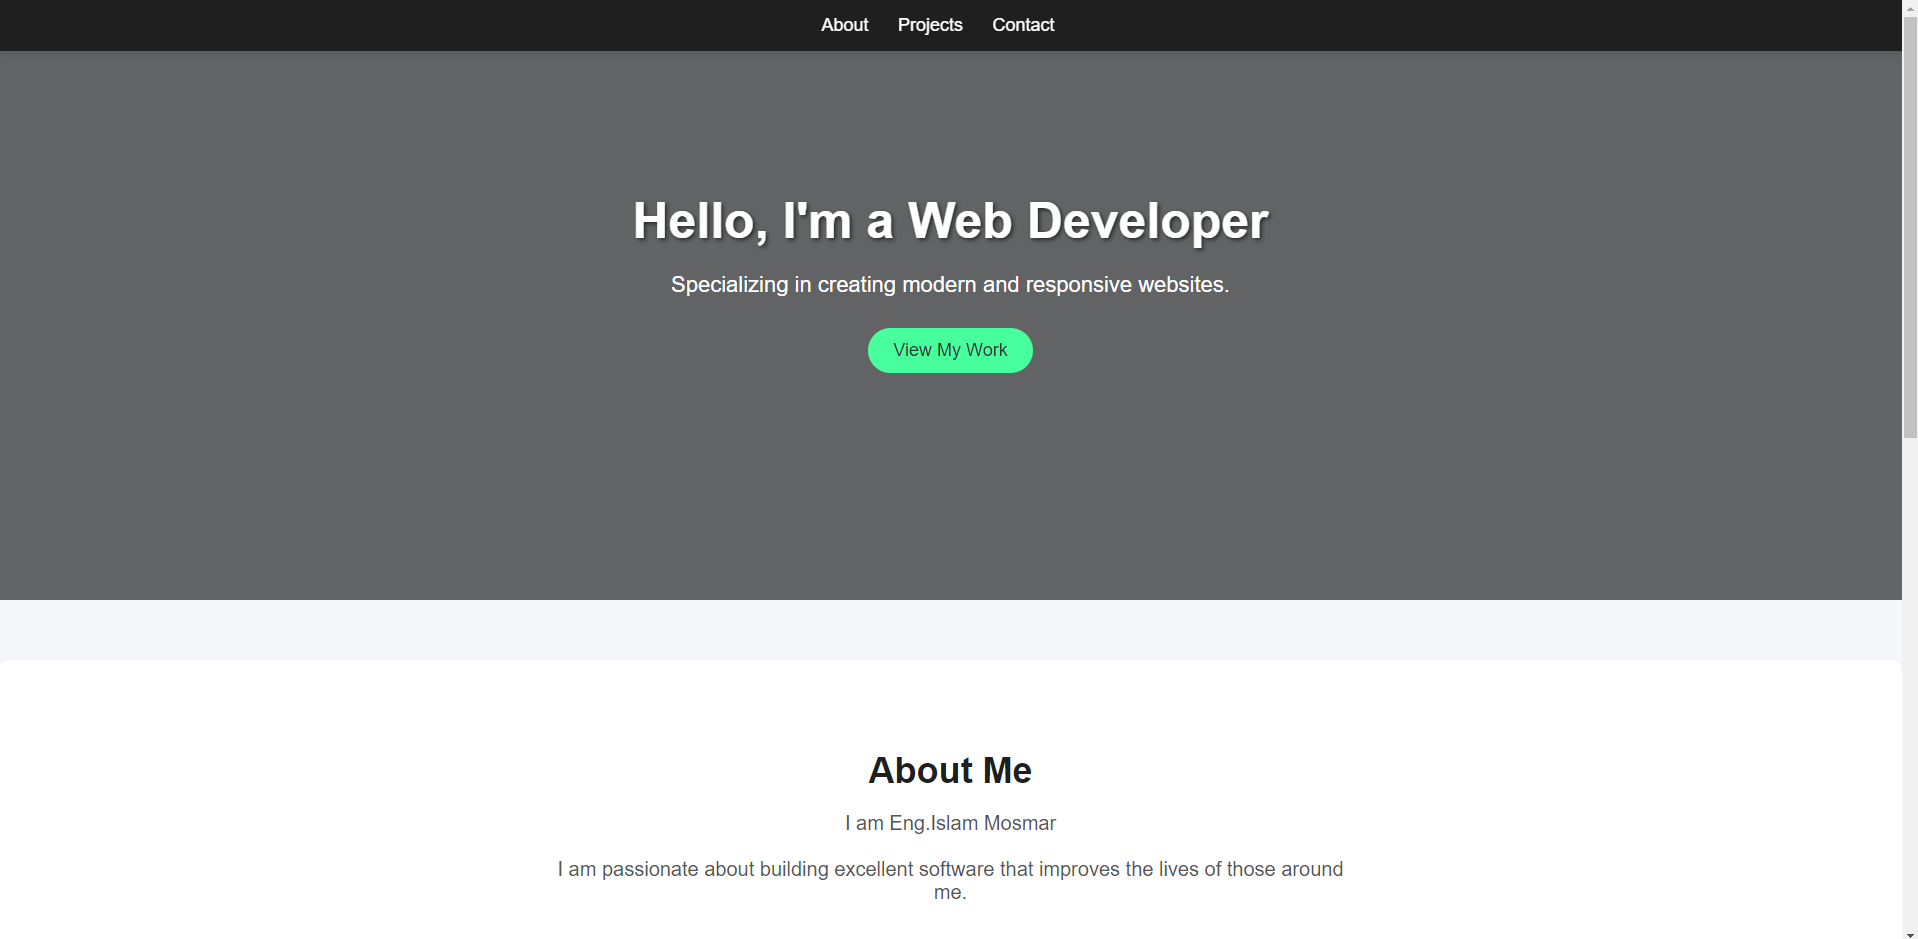 About Projects Contact
Hello, I'm a Web Developer
Specializing in creating modern and responsive websites.
View My Work
About Me
I am Eng.Islam Mosmar
I am passionate about building excellent software that improves the lives of those around
me.